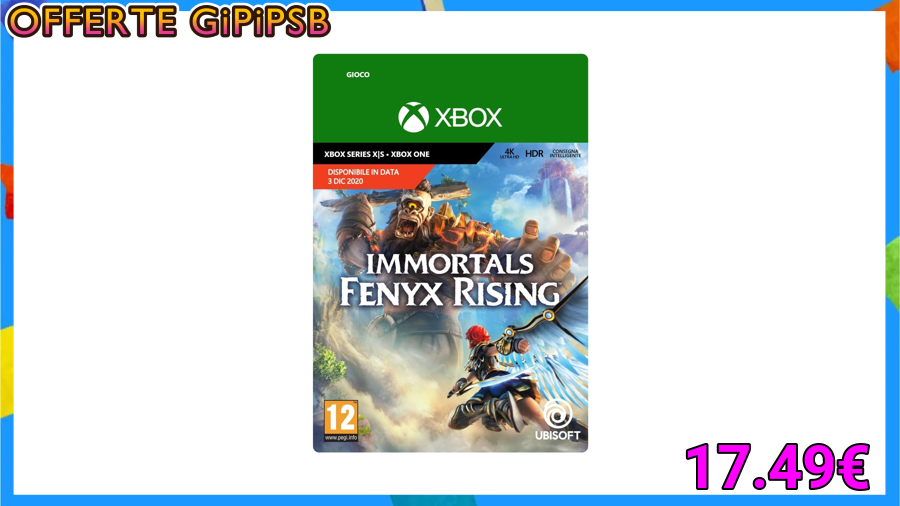 OFFERTE GiPiPSB
GIOCO
XBOX
XBOX SERIES X|S • XBOX ONE
4K
ULTRA HD
HDR
CONSEGNA
INTELLIGENTE
DISPONIBILE IN DATA
3 DIC 2020
IMMORTALS
FENYX RISING
12
www.pegi.info
UBISOFT
17.49€